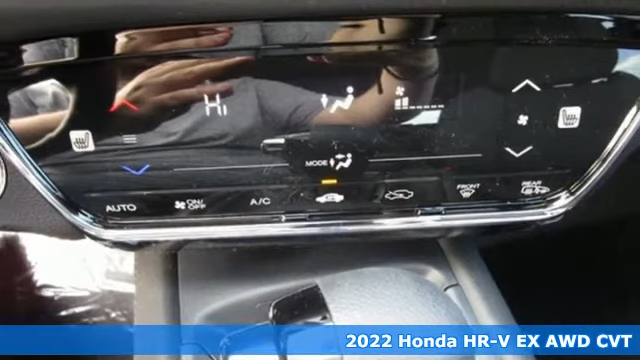 Hi
MODE
AUTO
ON/
OFF
A/C
FRONT
REAR
2022 Honda HR-V EX AWD CVT